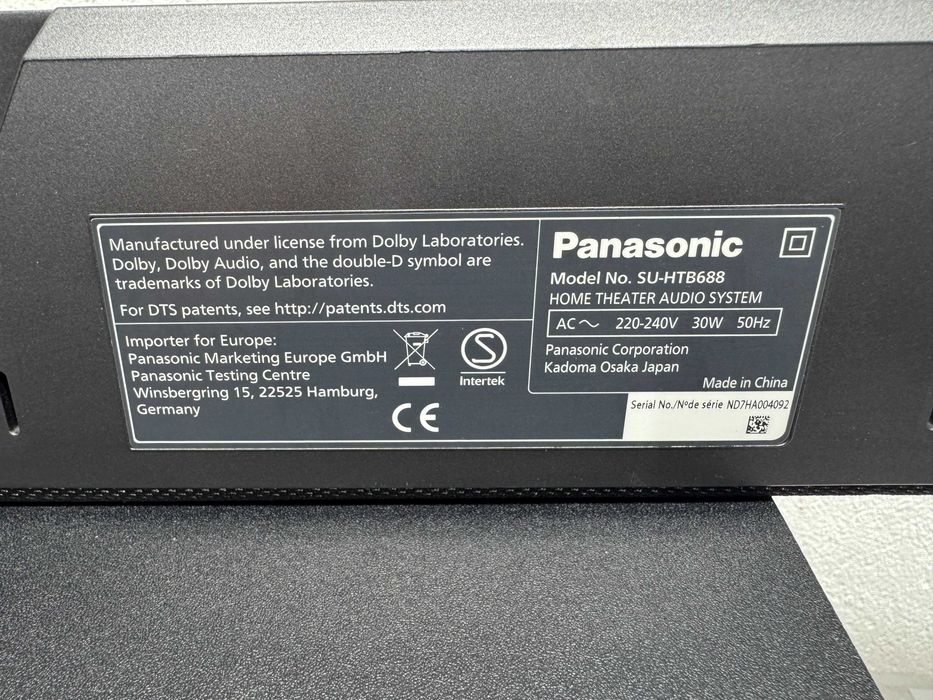 Manufactured under license from Dolby Laboratories.
Dolby, Dolby Audio, and the double-D symbol are
trademarks of Dolby Laboratories.
For DTS patents, see http://patents.dts.com
Importer for Europe:
Panasonic Marketing Europe GmbH
Panasonic Testing Centre
Winsbergring 15, 22525 Hamburg,
Germany
S
Intertek
CE
Panasonic
Model No. SU-HTB688
HOME THEATER AUDIO SYSTEM
AC～ 220-240V 30W 50Hz
Panasonic Corporation
Kadoma Osaka Japan
Made in China
Serial No./Nºde série ND7HA004092